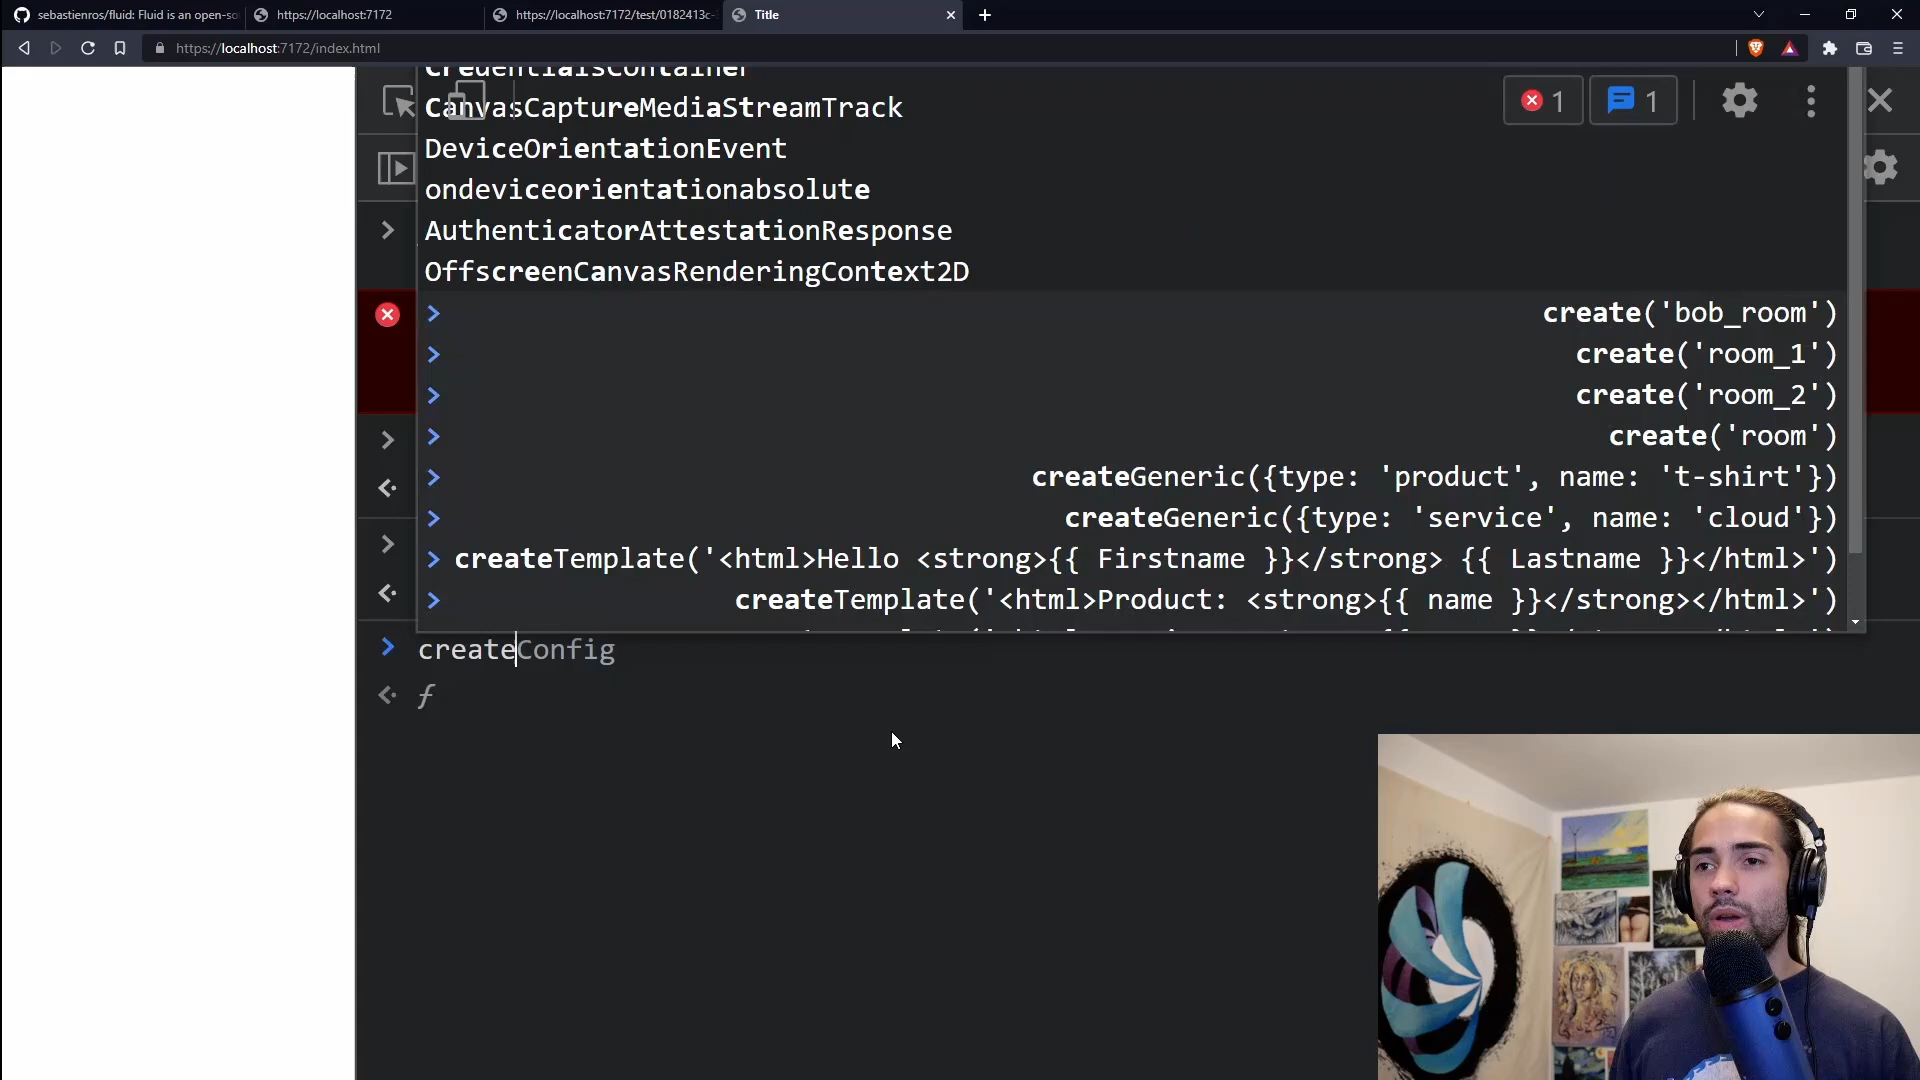 sebastienros/fluid: Fluid is an open-so
https://localhost:7172
https://localhost:7172/test/0182413c-
Title
https://localhost:7172/index.html
CredentialsContainer
CanvasCaptureMediaStreamTrack
1
1
DeviceOrientationEvent
ondeviceorientationabsolute
AuthenticatorAttestationResponse
OffscreenCanvasRenderingContext2D
> create('bob_room')
> create('room_1')
> create('room_2')
> create('room')
> createGeneric({type: 'product', name: 't-shirt'})
> createGeneric({type: 'service', name: 'cloud'})
> createTemplate('<html>Hello <strong>{{ Firstname }}</strong> {{ Lastname }}</html>')
> createTemplate('<html>Product: <strong>{{ name }}</strong></html>')
> createConfig
ƒ